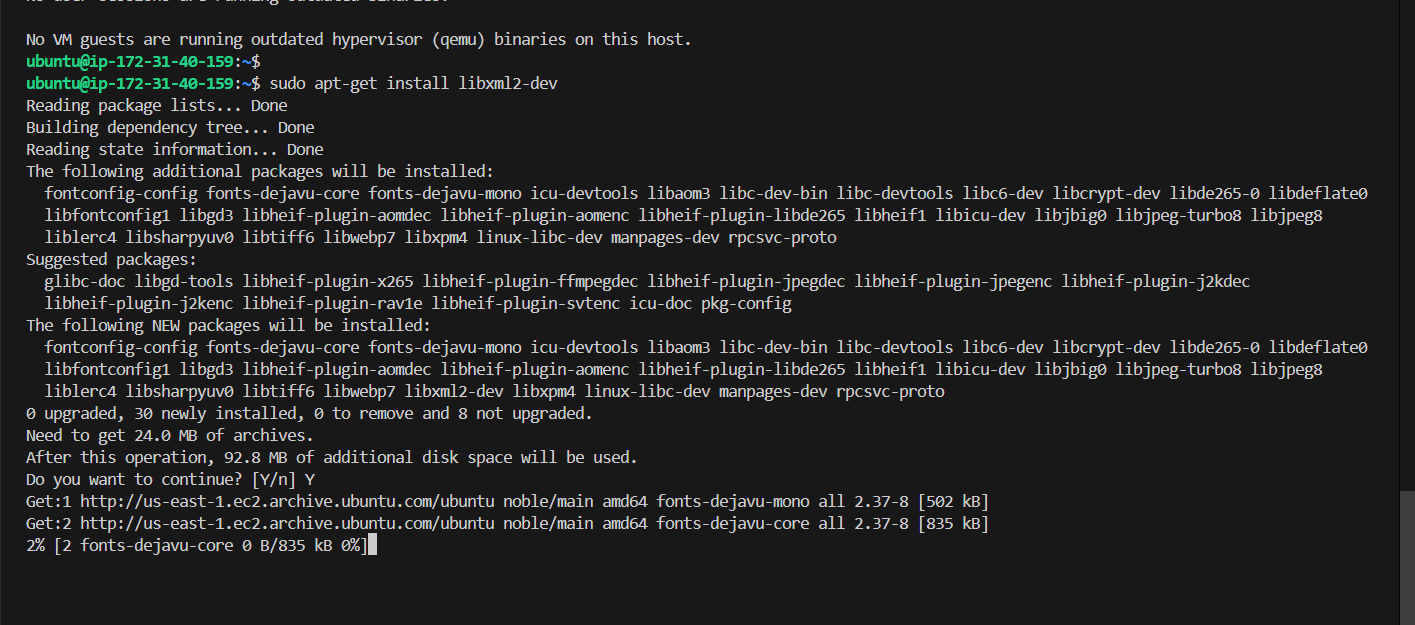 No user sessions are running outdated binaries.
No VM guests are running outdated hypervisor (qemu) binaries on this host.
ubuntu@ip-172-31-40-159:~$
ubuntu@ip-172-31-40-159:~$ sudo apt-get install libxml2-dev
Reading package lists... Done
Building dependency tree... Done
Reading state information... Done
The following additional packages will be installed:
  fontconfig-config fonts-dejavu-core fonts-dejavu-mono icu-devtools libaom3 libc-dev-bin libc-devtools libc6-dev libcrypt-dev libde265-0 libdeflate0
  libfontconfig1 libgd3 libheif-plugin-aomdec libheif-plugin-aomenc libheif-plugin-libde265 libheif1 libicu-dev libjbig0 libjpeg-turbo8 libjpeg8
  liblerc4 libsharpyuv0 libtiff6 libwebp7 libxpm4 linux-libc-dev manpages-dev rpcsvc-proto
Suggested packages:
  glibc-doc libgd-tools libheif-plugin-x265 libheif-plugin-ffmpegdec libheif-plugin-jpegdec libheif-plugin-jpegenc libheif-plugin-j2kdec
  libheif-plugin-j2kenc libheif-plugin-rav1e libheif-plugin-svtenc icu-doc pkg-config
The following NEW packages will be installed:
  fontconfig-config fonts-dejavu-core fonts-dejavu-mono icu-devtools libaom3 libc-dev-bin libc-devtools libc6-dev libcrypt-dev libde265-0 libdeflate0
  libfontconfig1 libgd3 libheif-plugin-aomdec libheif-plugin-aomenc libheif-plugin-libde265 libheif1 libicu-dev libjbig0 libjpeg-turbo8 libjpeg8
  liblerc4 libsharpyuv0 libtiff6 libwebp7 libxml2-dev libxpm4 linux-libc-dev manpages-dev rpcsvc-proto
0 upgraded, 30 newly installed, 0 to remove and 8 not upgraded.
Need to get 24.0 MB of archives.
After this operation, 92.8 MB of additional disk space will be used.
Do you want to continue? [Y/n] Y
Get:1 http://us-east-1.ec2.archive.ubuntu.com/ubuntu noble/main amd64 fonts-dejavu-mono all 2.37-8 [502 kB]
Get:2 http://us-east-1.ec2.archive.ubuntu.com/ubuntu noble/main amd64 fonts-dejavu-core all 2.37-8 [835 kB]
2% [2 fonts-dejavu-core 0 B/835 kB 0%]